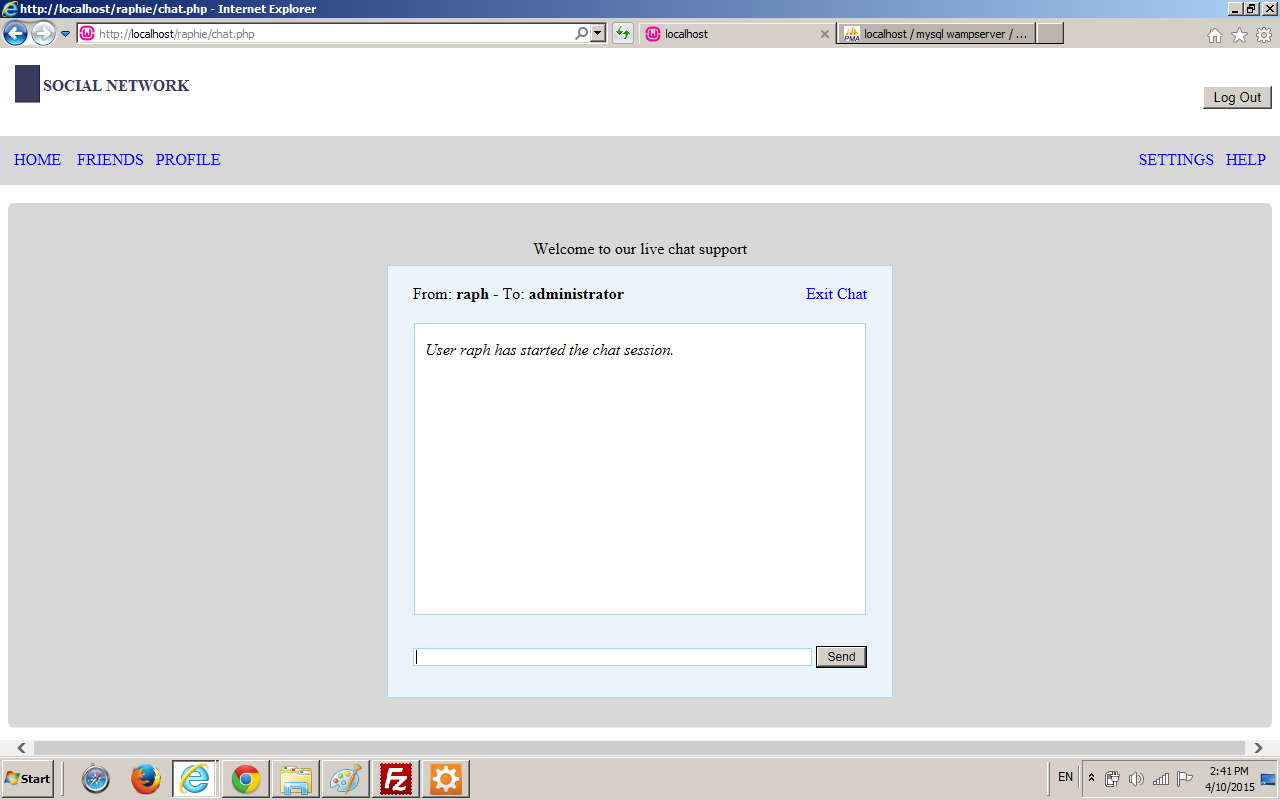 http://localhost/raphie/chat.php - Internet Explorer
http://localhost/raphie/chat.php
localhost
PMA localhost / mysql wampserver / ...
SOCIAL NETWORK
Log Out
HOME FRIENDS PROFILE SETTINGS HELP
Welcome to our live chat support
From: raph - To: administrator Exit Chat
User raph has started the chat session.
Send
Start
Fz
EN
2:41 PM
4/10/2015